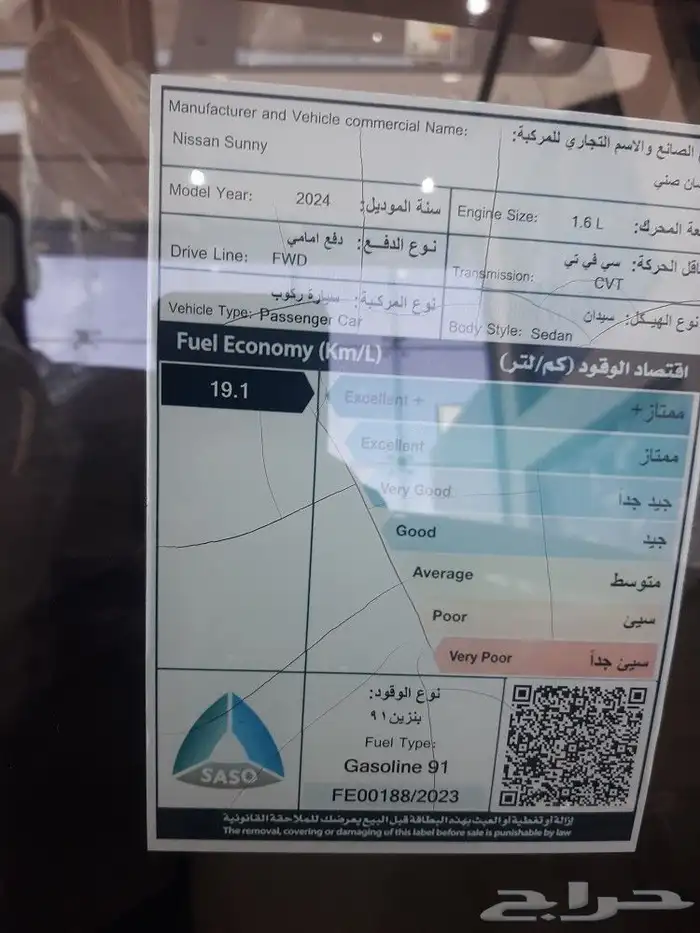 Manufacturer and Vehicle commercial Name:
الصانع والاسم التجاري للمركبة:
Nissan Sunny
صني
Model Year: 2024 سنة الموديل:
Engine Size: 1.6 L المحرك:
Drive Line: FWD دفع امامي نوع الدفع:
Transmission: CVT سي في تي الحركة:
Vehicle Type: Passenger Car سيارة ركوب نوع المركبة:
Body Style: Sedan سيدان نوع الهيكل:
Fuel Economy (Km/L) اقتصاد الوقود (كم/لتر)
19.1
Excellent + ممتاز+
Excellent ممتاز
Very Good جيد جداً
Good جيد
Average متوسط
Poor سيئ
Very Poor سيئ جداً
نوع الوقود:
بنزين ٩١
Fuel Type:
Gasoline 91
FE00188/2023
SASO
إزالة أو تغطية أو العبث بهذه البطاقة قبل البيع يعرضك للملاحقة القانونية
The removal, covering or damaging of this label before sale is punishable by law
حراج